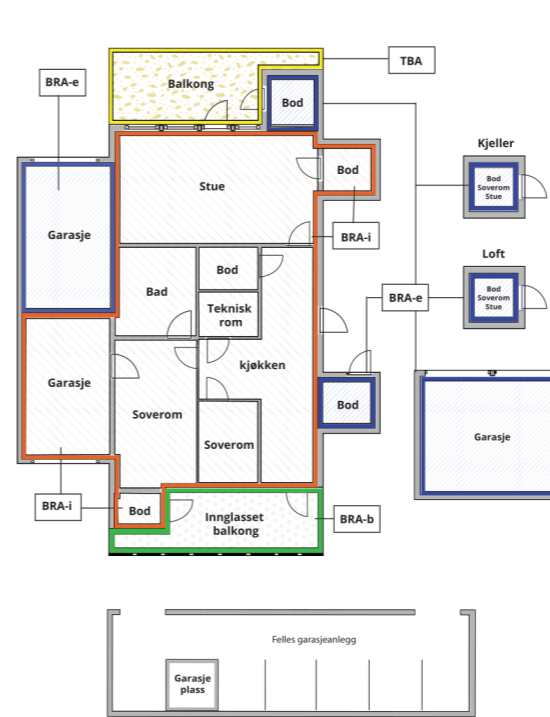 TBA
BRA-e
Balkong
Bod
Kjeller
Bod
Soverom
Stue
Stue
Bod
Garasje
BRA-i
Loft
Bod
Bad
Teknisk
rom
BRA-e
Bod
Soverom
Stue
kjøkken
Garasje
Soverom
Bod
Soverom
Garasje
BRA-i
Bod
Innglasset
balkong
BRA-b
Felles garasjeanlegg
Garasje
plass